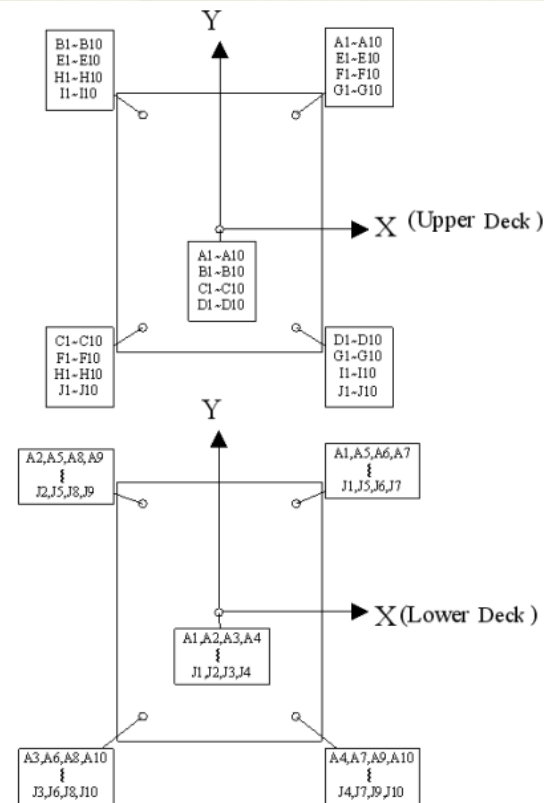 Y
B1~B10
E1~E10
H1~H10
I1~I10
A1~A10
E1~E10
F1~F10
G1~G10
X (Upper Deck)
A1~A10
B1~B10
C1~C10
D1~D10
C1~C10
F1~F10
H1~H10
J1~J10
D1~D10
G1~G10
I1~I10
J1~J10
Y
A2,A5,A8,A9
J2,J5,J8,J9
A1,A5,A6,A7
J1,J5,J6,J7
X (Lower Deck)
A1,A2,A3,A4
J1,J2,J3,J4
A3,A6,A8,A10
J3,J6,J8,J10
A4,A7,A9,A10
J4,J7,J9,J10